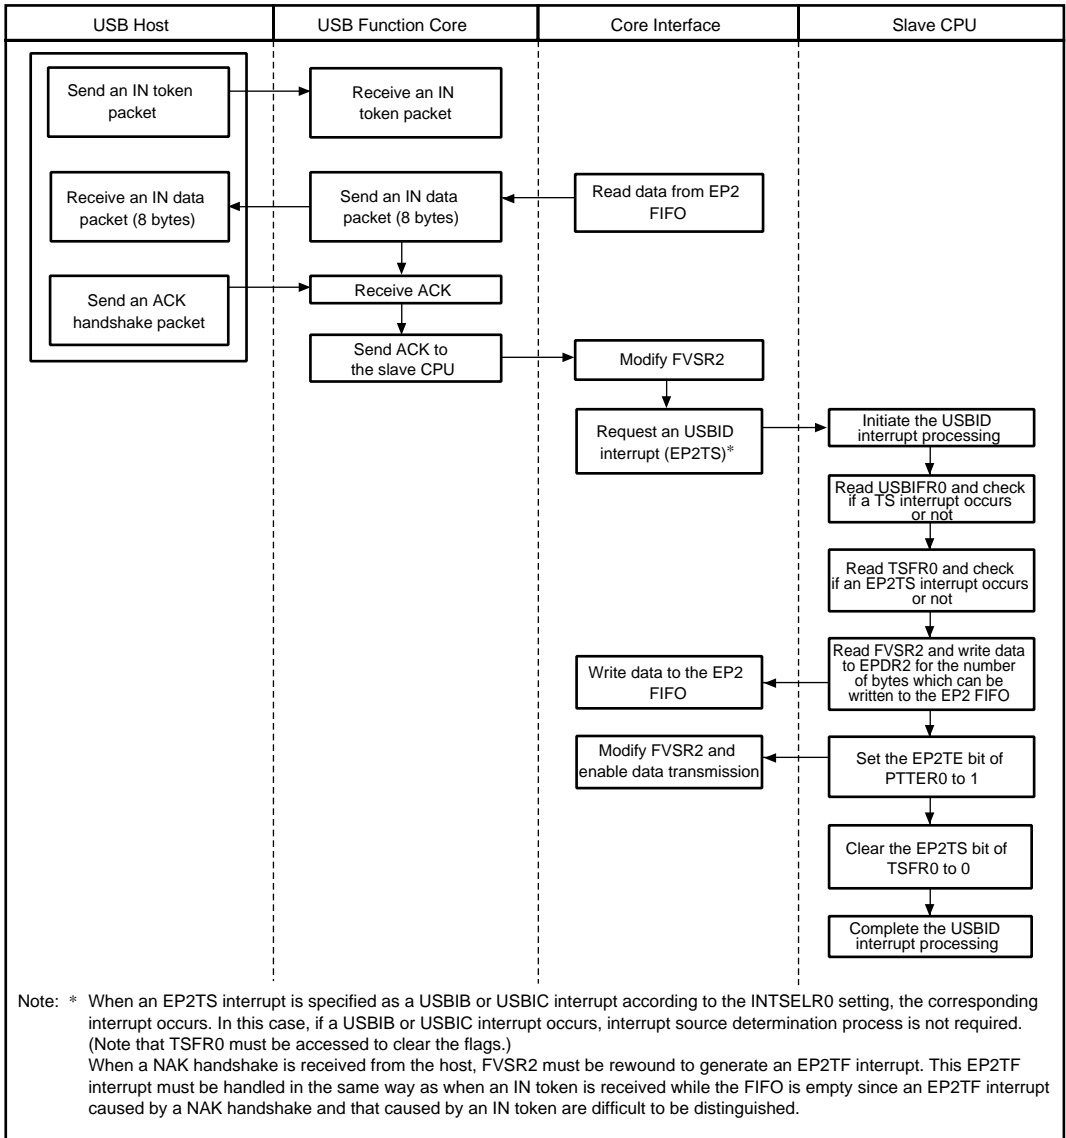 USB Host
USB Function Core
Core Interface
Slave CPU
Send an IN token
packet
Receive an IN
token packet
Receive an IN data
packet (8 bytes)
Send an IN data
packet (8 bytes)
Read data from EP2
FIFO
Send an ACK
handshake packet
Receive ACK
Send ACK to
the slave CPU
Modify FVSR2
Request an USBID
interrupt (EP2TS)*
Initiate the USBID
interrupt processing
Read USBIFR0 and check
if a TS interrupt occurs
or not
Read TSFR0 and check
if an EP2TS interrupt occurs
or not
Read FVSR2 and write data
to EPDR2 for the number
of bytes which can be
written to the EP2 FIFO
Write data to the EP2
FIFO
Modify FVSR2 and
enable data transmission
Set the EP2TE bit of
PTTER0 to 1
Clear the EP2TS bit of
TSFR0 to 0
Complete the USBID
interrupt processing
Note: * When an EP2TS interrupt is specified as a USBIB or USBIC interrupt according to the INTSELR0 setting, the corresponding
interrupt occurs. In this case, if a USBIB or USBIC interrupt occurs, interrupt source determination process is not required.
(Note that TSFR0 must be accessed to clear the flags.)
When a NAK handshake is received from the host, FVSR2 must be rewound to generate an EP2TF interrupt. This EP2TF
interrupt must be handled in the same way as when an IN token is received while the FIFO is empty since an EP2TF interrupt
caused by a NAK handshake and that caused by an IN token are difficult to be distinguished.